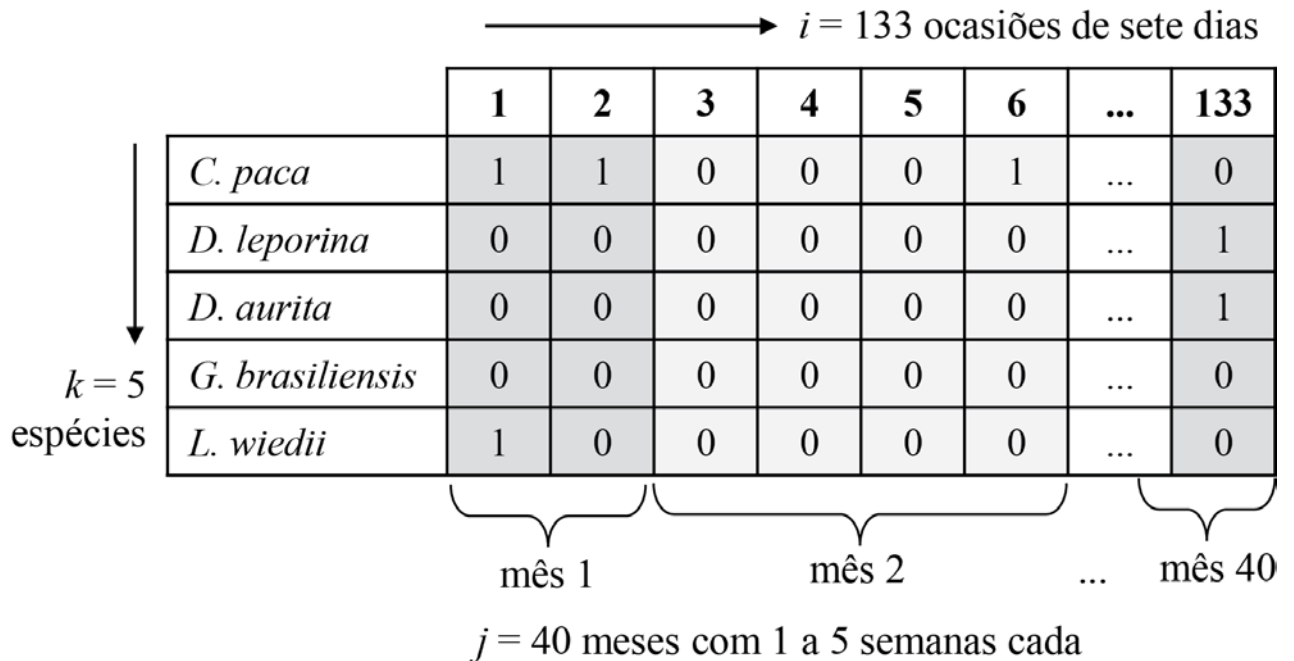 i = 133 ocasiões de sete dias
1 2 3 4 5 6 ... 133
C. paca 1 1 0 0 0 1 ... 0
D. leporina 0 0 0 0 0 0 ... 1
D. aurita 0 0 0 0 0 0 ... 1
G. brasiliensis 0 0 0 0 0 0 ... 0
L. wiedii 1 0 0 0 0 0 ... 0
k = 5
espécies
mês 1 mês 2 ... mês 40
j = 40 meses com 1 a 5 semanas cada